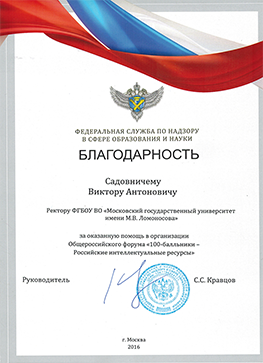 ФЕДЕРАЛЬНАЯ СЛУЖБА ПО НАДЗОРУ
В СФЕРЕ ОБРАЗОВАНИЯ И НАУКИ
БЛАГОДАРНОСТЬ
Садовничему
Виктору Антоновичу
Ректору ФГБОУ ВО «Московский государственный университет
имени М.В. Ломоносова»
за оказанную помощь в организации
Общероссийского форума «100-балльники –
Российские интеллектуальные ресурсы»
Руководитель
С.С. Кравцов
г. Москва
2016